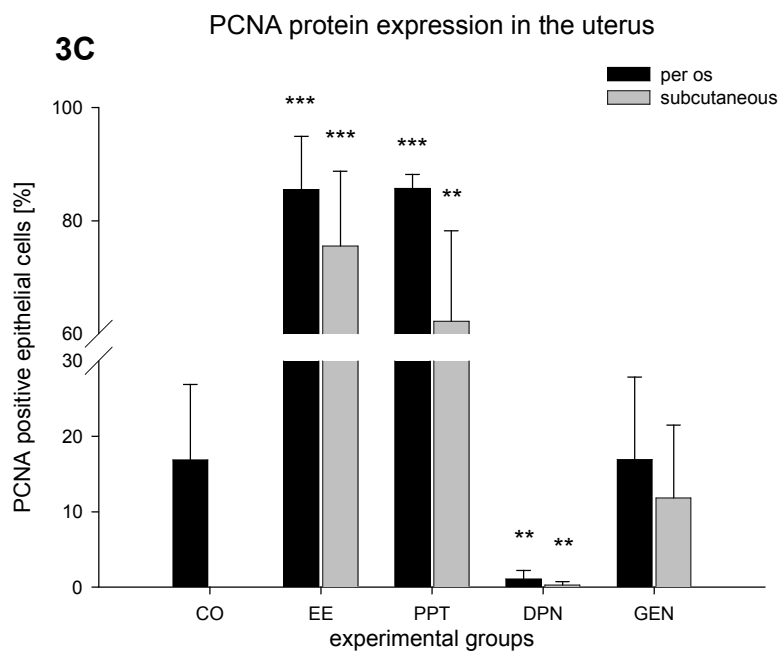 PCNA protein expression in the uterus
3C
per os
subcutaneous
PCNA positive epithelial cells [%]
100
80
60
30
20
10
0
***
***
***
**
**
**
CO EE PPT DPN GEN
experimental groups